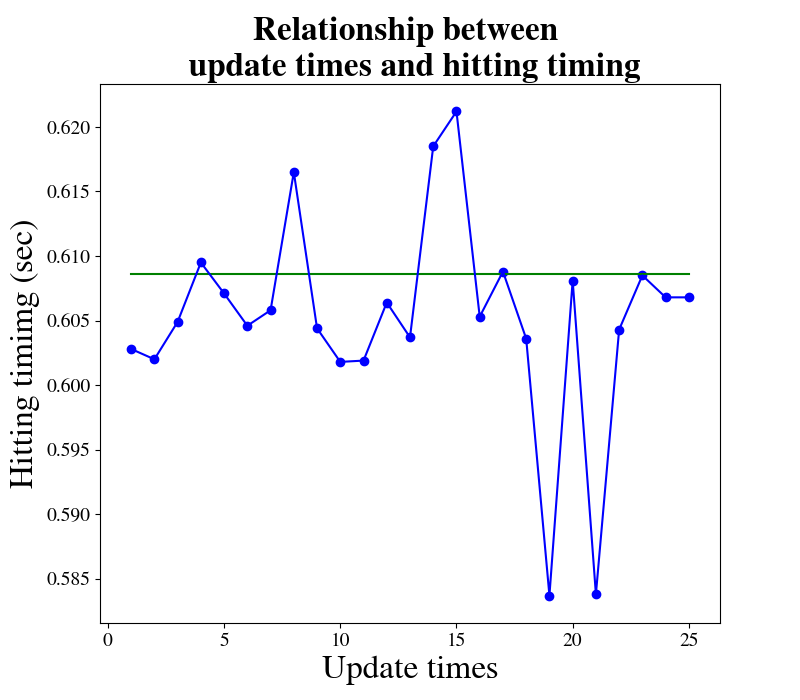 Relationship between
update times and hitting timing
Hitting timimg (sec)
0.620
0.615
0.610
0.605
0.600
0.595
0.590
0.585
0 5 10 15 20 25
Update times